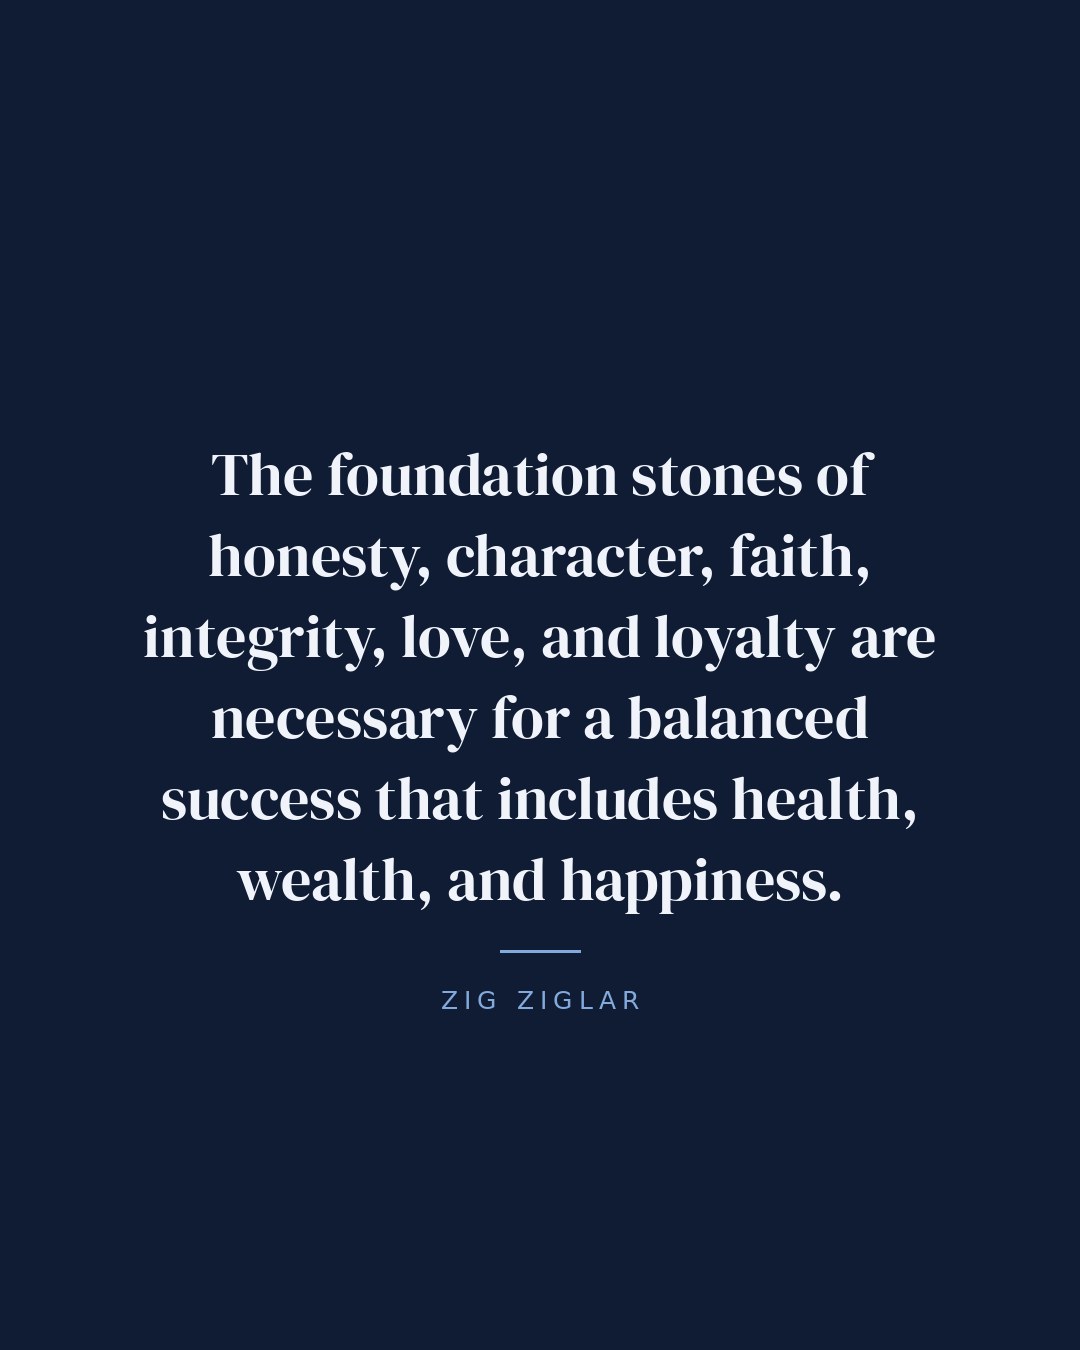 The foundation stones of
honesty, character, faith,
integrity, love, and loyalty are
necessary for a balanced
success that includes health,
wealth, and happiness.
ZIG ZIGLAR